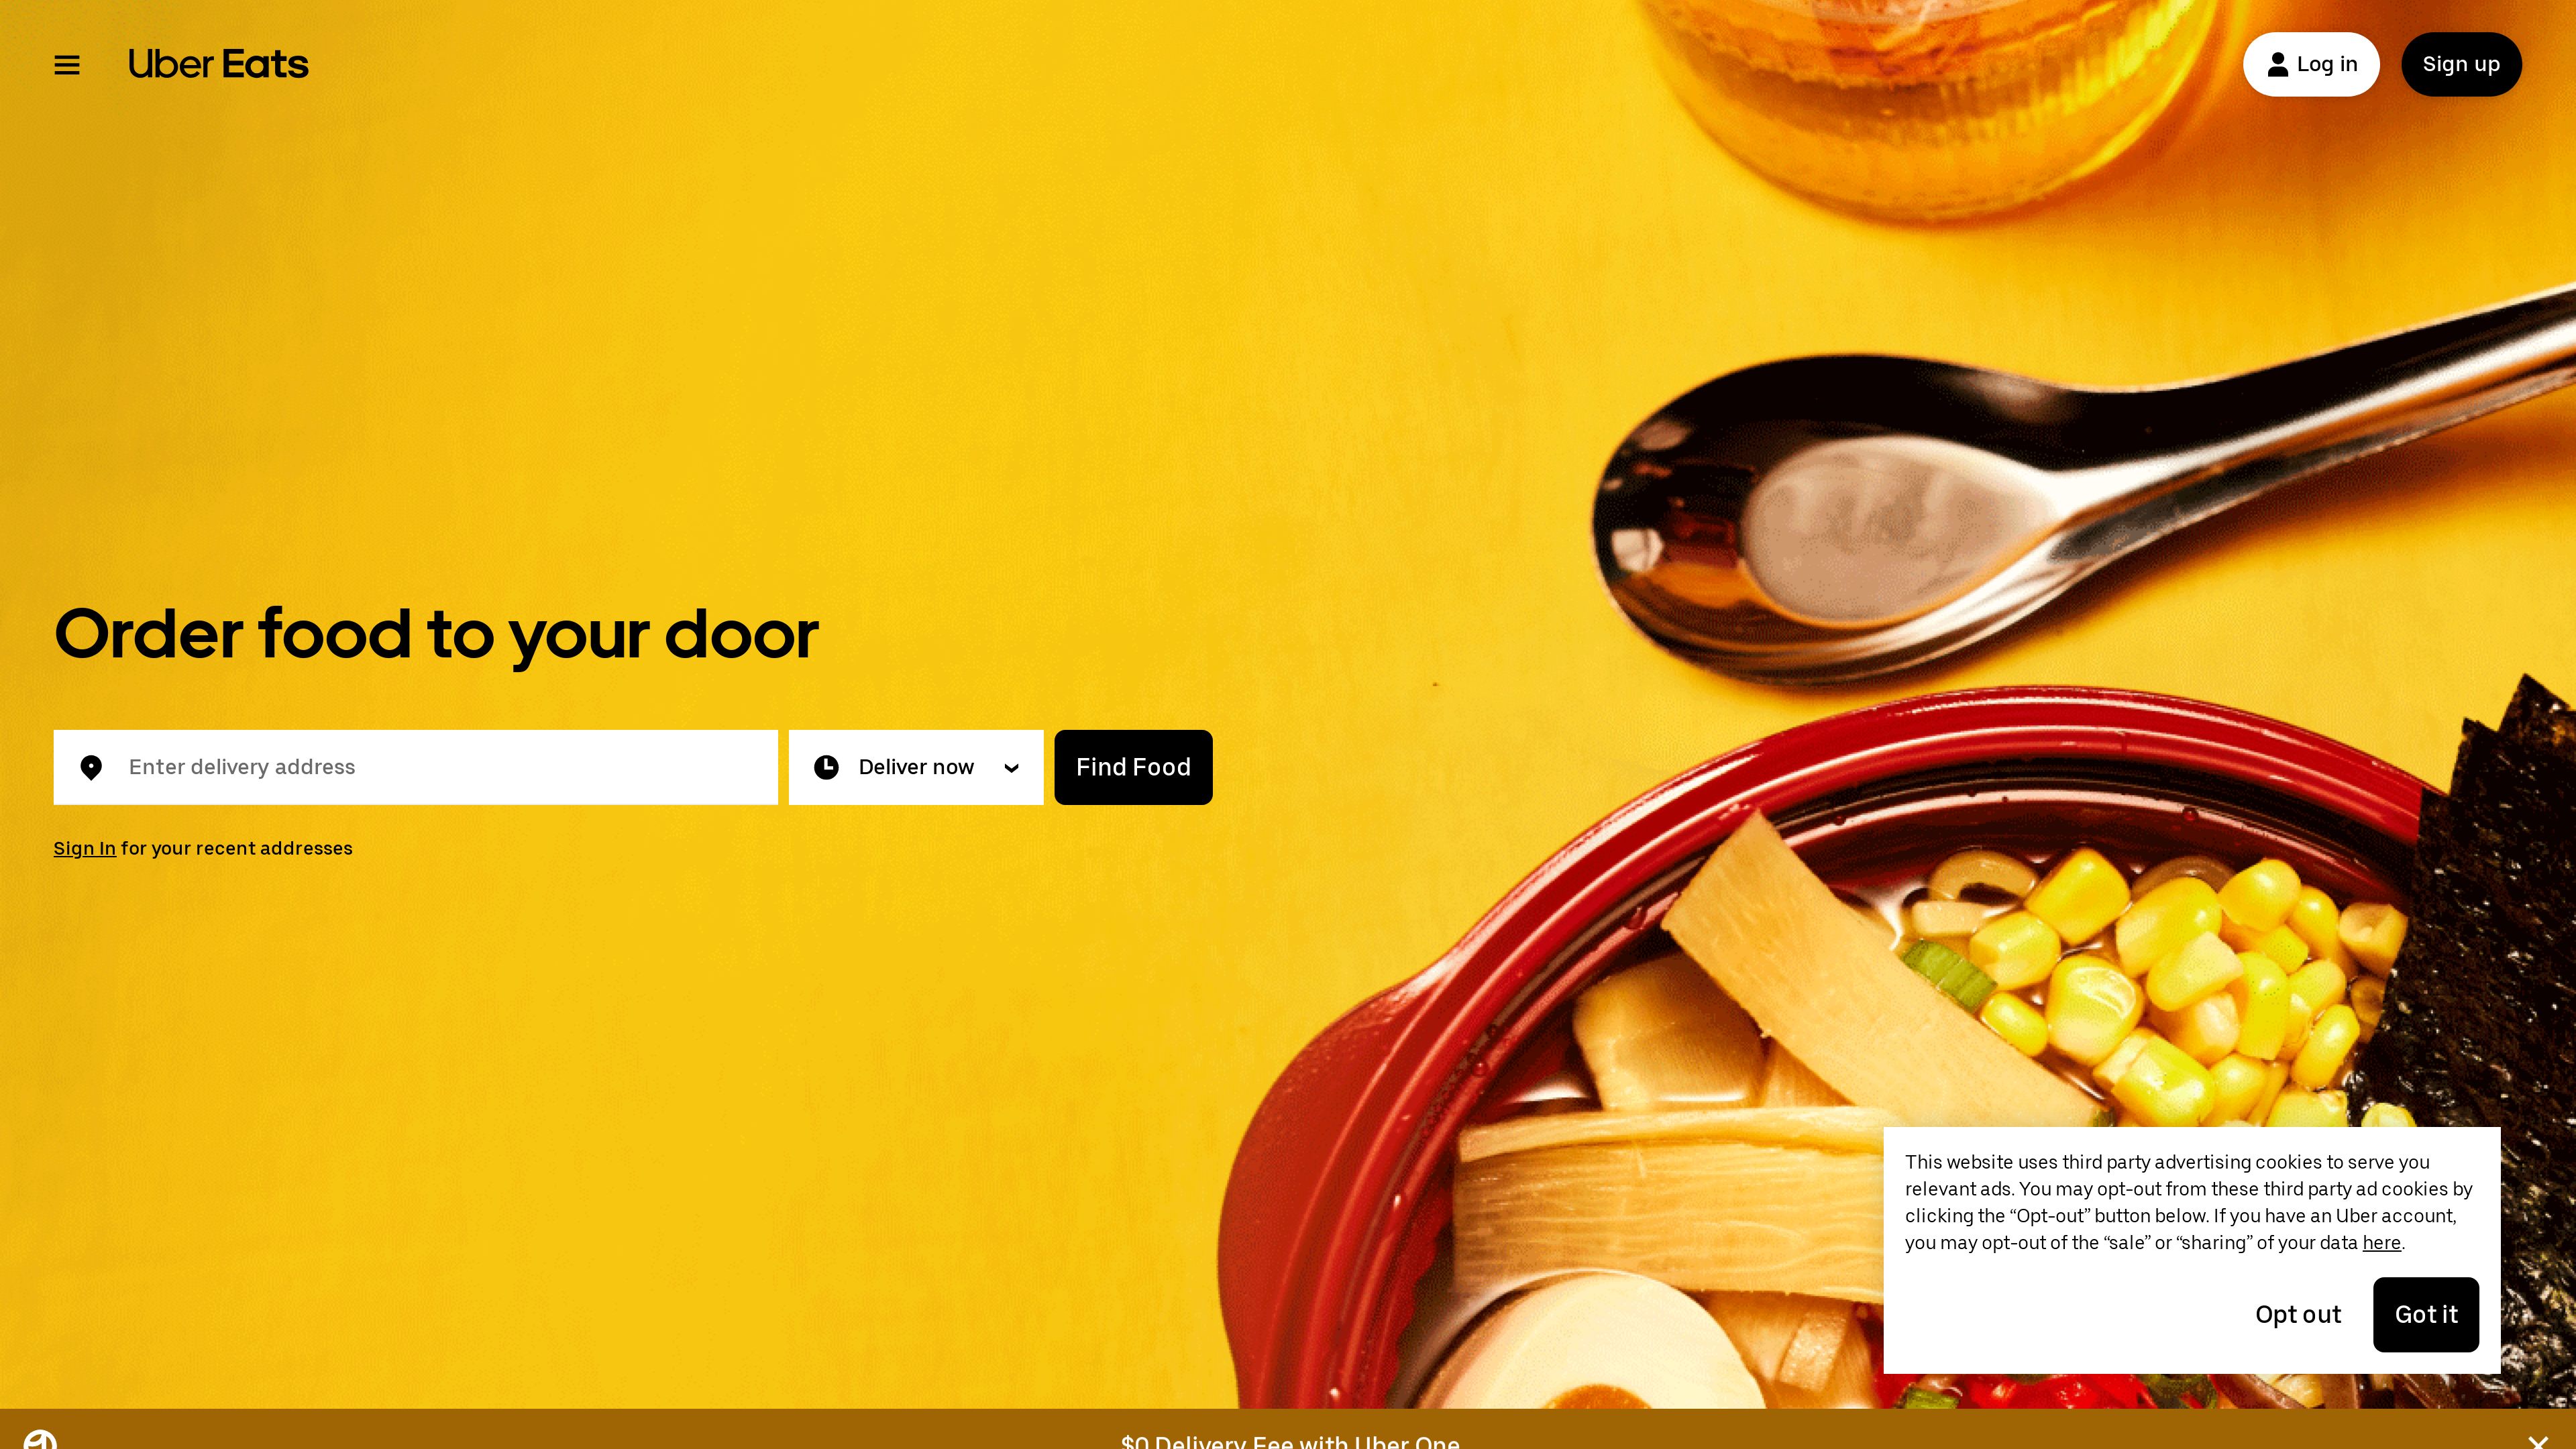 Uber Eats
Log in
Sign up
Order food to your door
Enter delivery address
Deliver now
Find Food
Sign In for your recent addresses
This website uses third party advertising cookies to serve you
relevant ads. You may opt-out from these third party ad cookies by
clicking the “Opt-out” button below. If you have an Uber account,
you may opt-out of the “sale” or “sharing” of your data here.
Opt out
Got it
$0 Delivery Fee with Uber One